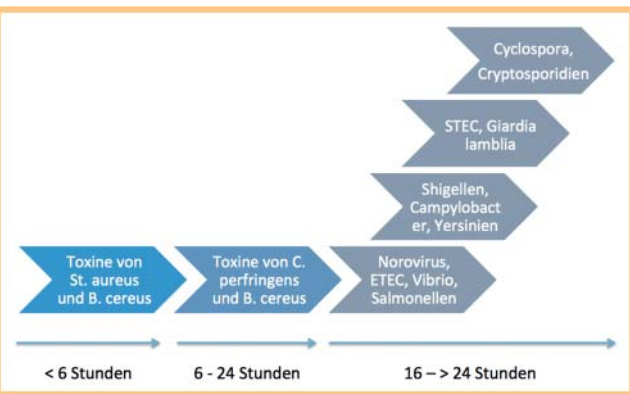 Cyclospora,
Cryptosporidien
STEC, Giardia
lamblia
Shigellen,
Campylobact
er, Yersinien
Toxine von
St. aureus
und B. cereus
Toxine von C.
perfringens
und B. cereus
Norovirus,
ETEC, Vibrio,
Salmonellen
< 6 Stunden
6 - 24 Stunden
16 – > 24 Stunden